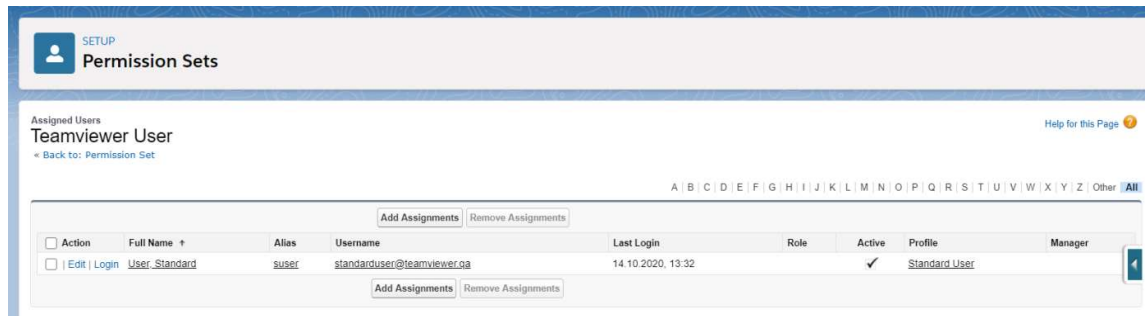 SETUP
Permission Sets
Assigned Users
Teamviewer User
« Back to: Permission Set
Help for this Page
A | B | C | D | E | F | G | H | I | J | K | L | M | N | O | P | Q | R | S | T | U | V | W | X | Y | Z | Other | All
Add Assignments Remove Assignments
Action Full Name ↑ Alias Username Last Login Role Active Profile Manager
| Edit | Login User, Standard suser standarduser@teamviewer.qa 14.10.2020, 13:32 Standard User
Add Assignments Remove Assignments